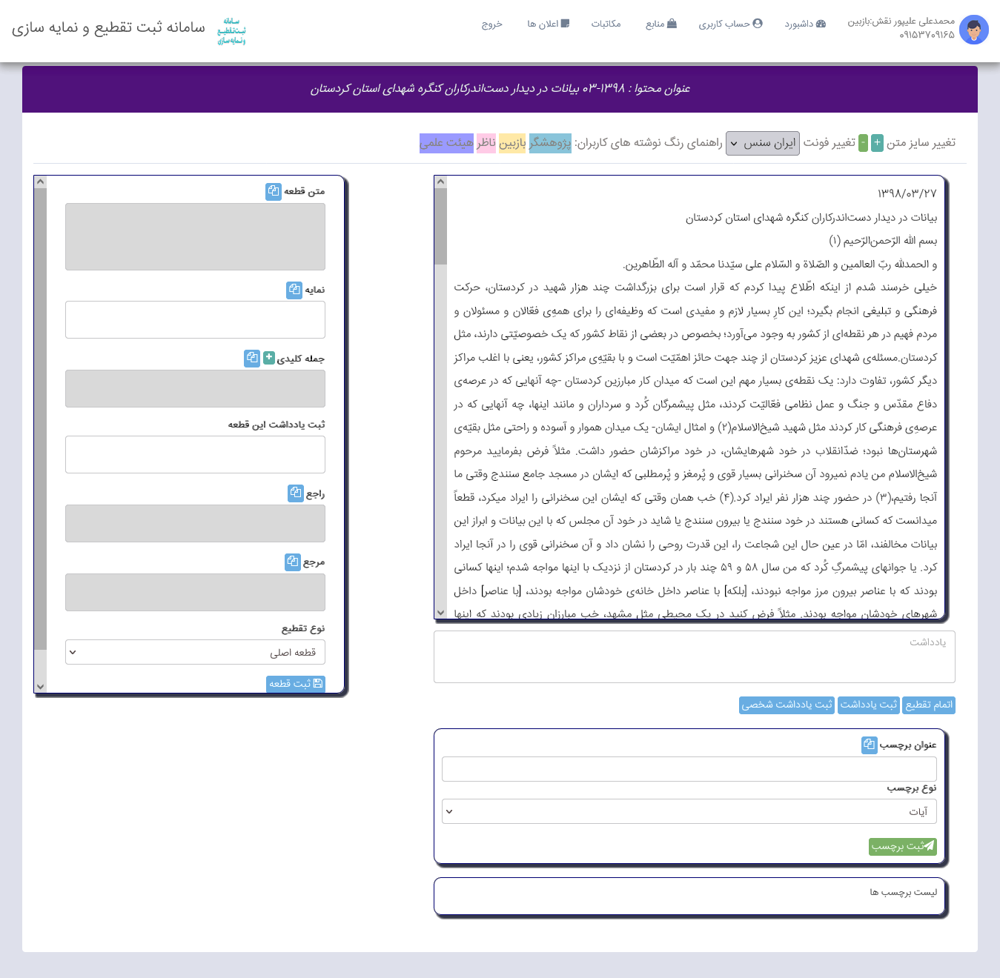 محمدعلی علیپور نقش:بازبین
۰۹۱۵۳۷۰۹۱۶۵
داشبورد
حساب کاربری
منابع
مکاتبات
اعلان ها
خروج
سامانه ثبت تقطیع و نمایه سازی
سامانه
ثبت تقطیع
و نمایه سازی
عنوان محتوا : ۱۳۹۸-۰۳ بیانات در دیدار دست‌اندرکاران کنگره شهدای استان کردستان
تغییر سایز متن + - تغییر فونت ایران سنس راهنمای رنگ نوشته های کاربران: پژوهشگر بازبین ناظر هیئت علمی
۱۳۹۸/۰۳/۲۷
بیانات در دیدار دست‌اندرکاران کنگره شهدای استان کردستان
بسم الله الرّحمن‌الرّحیم (۱)
و الحمدلله ربّ العالمین و الصّلاة و السّلام علی سیّدنا محمّد و آله الطّاهرین.
خیلی خرسند شدم از اینکه اطّلاع پیدا کردم که قرار است برای بزرگداشت چند هزار شهید در کردستان، حرکت
فرهنگی و تبلیغی انجام بگیرد؛ این کارِ بسیار لازم و مفیدی است که وظیفه‌ای را برای همه‌ی فعّالان و مسئولان و
مردم فهیم در هر نقطه‌ای از کشور به وجود می‌آورد؛ بخصوص در بعضی از نقاط کشور که یک خصوصیّتی دارند، مثل
کردستان.مسئله‌ی شهدای عزیز کردستان از چند جهت حائز اهمّیّت است و با بقیّه‌ی مراکز کشور، یعنی با اغلب مراکز
دیگر کشور، تفاوت دارد: یک نقطه‌ی بسیار مهم این است که میدان کار مبارزین کردستان -چه آنهایی که در عرصه‌ی
دفاع مقدّس و جنگ و عمل نظامی فعّالیّت کردند، مثل پیشمرگان کُرد و سرداران و مانند اینها، چه آنهایی که در
عرصه‌ی فرهنگی کار کردند مثل شهید شیخ‌الاسلام(۲) و امثال ایشان- یک میدان هموار و آسوده و راحتی مثل بقیّه‌ی
شهرستان‌ها نبود؛ ضدّانقلاب در خود شهرهایشان، در خود مراکزشان حضور داشت. مثلاً فرض بفرمایید مرحوم
شیخ‌الاسلام من یادم نمیرود آن سخنرانی بسیار قوی و پُرمغز و پُرمطلبی که ایشان در مسجد جامع سنندج وقتی ما
آنجا رفتیم،(۳) در حضور چند هزار نفر ایراد کرد.(۴) خب همان وقتی که ایشان این سخنرانی را ایراد میکرد، قطعاً
میدانست که کسانی هستند در خود سنندج یا بیرون سنندج یا شاید در خود آن مجلس که با این بیانات و ابراز این
بیانات مخالفند، امّا در عین حال این شجاعت را، این قدرت روحی را نشان داد و آن سخنرانی قوی را در آنجا ایراد
کرد. یا جوانهای پیشمرگِ کُرد که من سال ۵۸ و ۵۹ چند بار در کردستان از نزدیک با اینها مواجه شدم؛ اینها کسانی
بودند که با عناصر بیرون مرز مواجه نبودند، [بلکه] با عناصر داخل خانه‌ی خودشان مواجه بودند، [با عناصر] داخل
شهرهای خودشان مواجه بودند. مثلاً فرض کنید در یک محیطی مثل مشهد، خب مبارزان زیادی بودند که اینها
یادداشت
اتمام تقطیع
ثبت یادداشت
ثبت یادداشت شخصی
عنوان برچسب
نوع برچسب
آیات
ثبت برچسب
لیست برچسب ها
متن قطعه
نمایه
جمله کلیدی +
ثبت یادداشت این قطعه
راجع
مرجع
نوع تقطیع
قطعه اصلی
ثبت قطعه